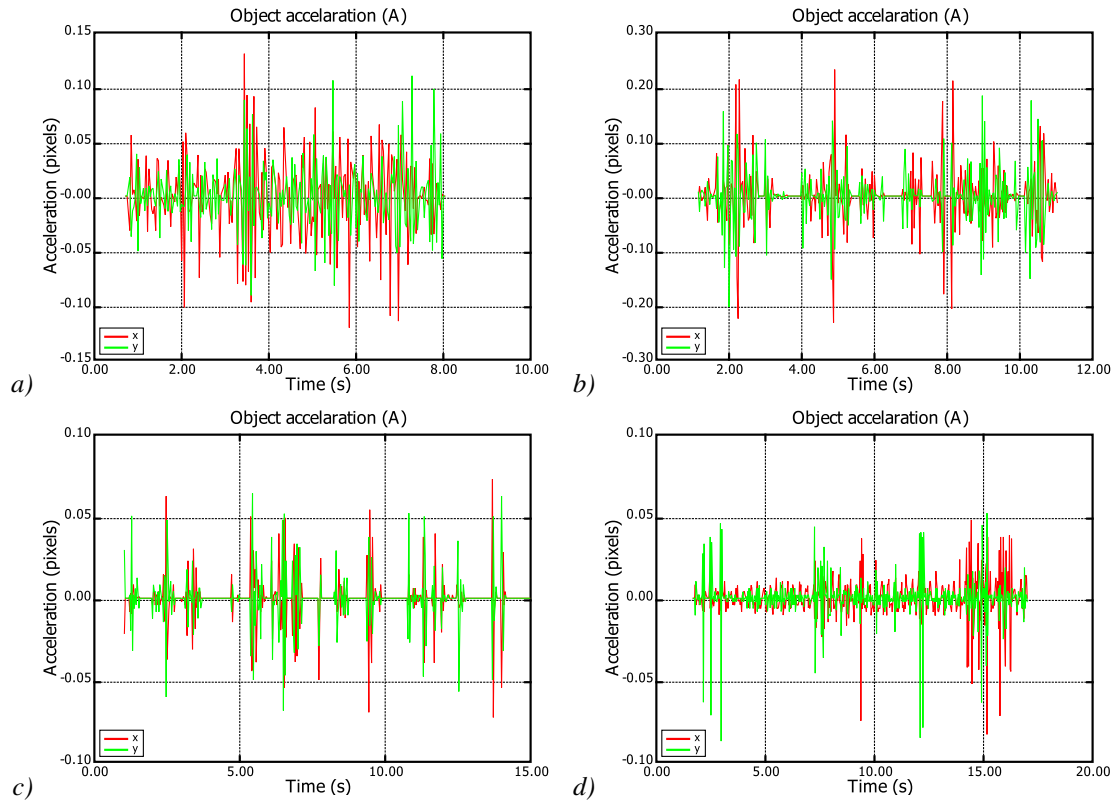 Object accelaration (A)
Acceleration (pixels)
0.15
0.10
0.05
-0.00
-0.05
-0.10
-0.15
x
y
0.00 2.00 4.00 6.00 8.00 10.00
Time (s)
a)
Object accelaration (A)
Acceleration (pixels)
0.30
0.20
0.10
-0.00
-0.10
-0.20
-0.30
x
y
0.00 2.00 4.00 6.00 8.00 10.00 12.00
Time (s)
b)
Object accelaration (A)
Acceleration (pixels)
0.10
0.05
0.00
-0.05
-0.10
x
y
0.00 5.00 10.00 15.00
Time (s)
c)
Object accelaration (A)
Acceleration (pixels)
0.10
0.05
0.00
-0.05
-0.10
x
y
0.00 5.00 10.00 15.00 20.00
Time (s)
d)